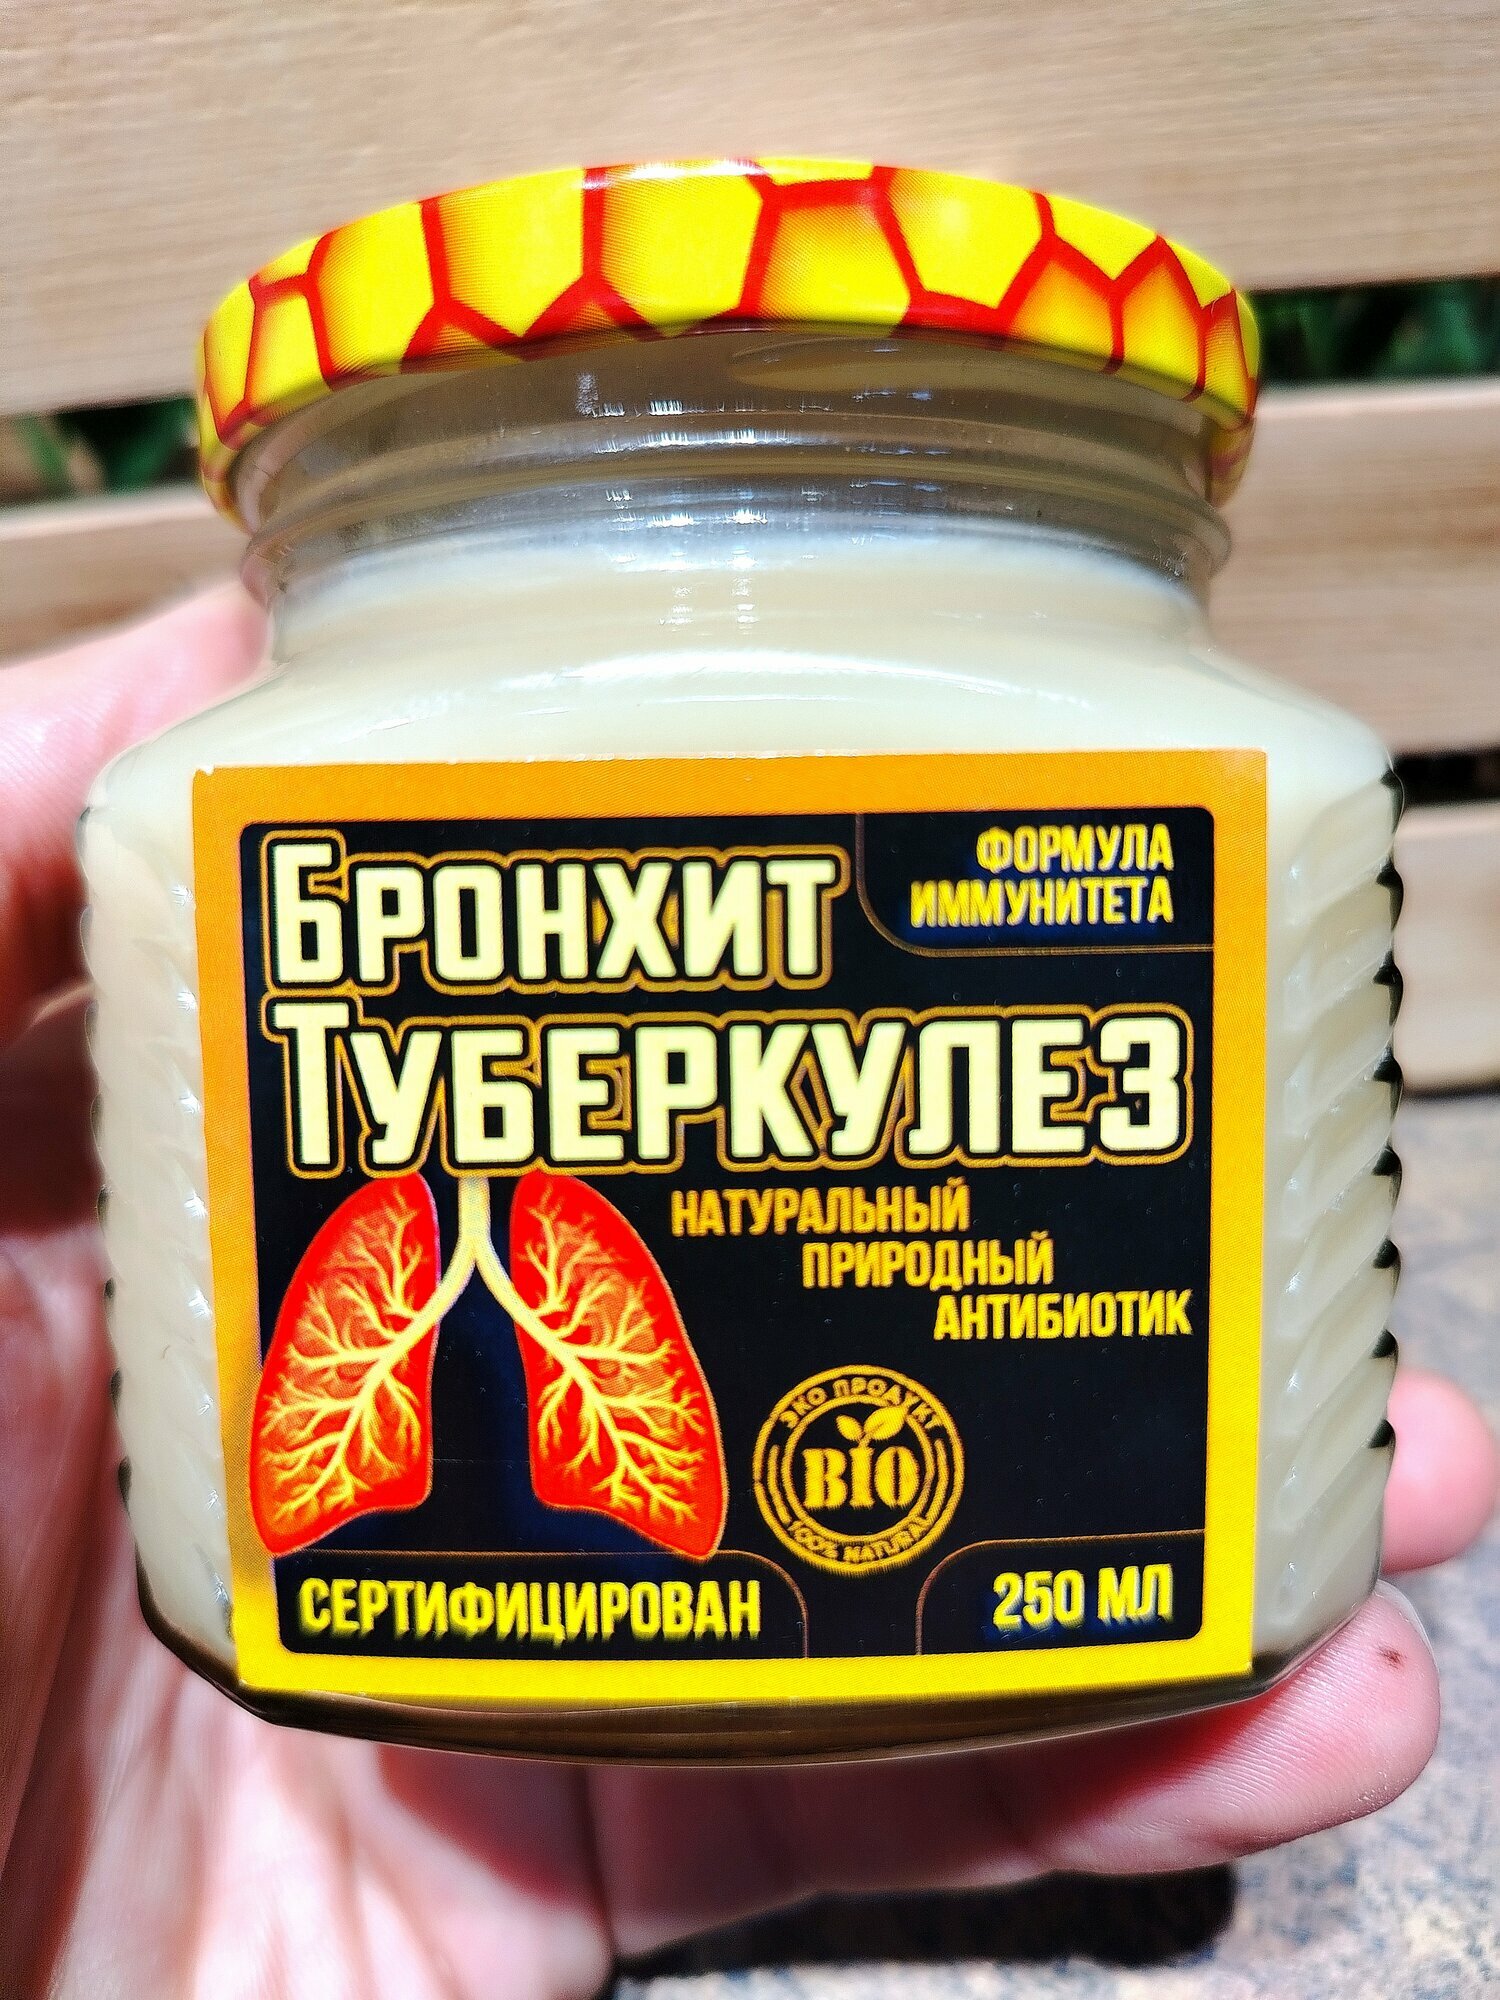 БРОНХИТ
ФОРМУЛА
ИММУНИТЕТА
ТУБЕРКУЛЕЗ
НАТУРАЛЬНЫЙ
ПРИРОДНЫЙ
АНТИБИОТИК
ЭКО ПРОДУКТ
BIO
100% NATURAL
СЕРТИФИЦИРОВАН
250 МЛ